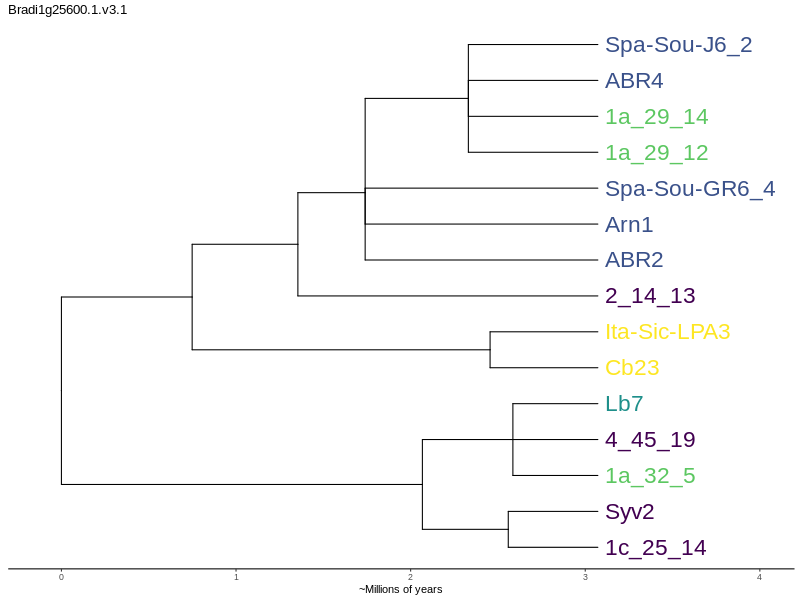 Bradi1g25600.1.v3.1
Spa-Sou-J6_2
ABR4
1a_29_14
1a_29_12
Spa-Sou-GR6_4
Arn1
ABR2
2_14_13
Ita-Sic-LPA3
Cb23
Lb7
4_45_19
1a_32_5
Syv2
1c_25_14
0 1 2 3 4
~Millions of years